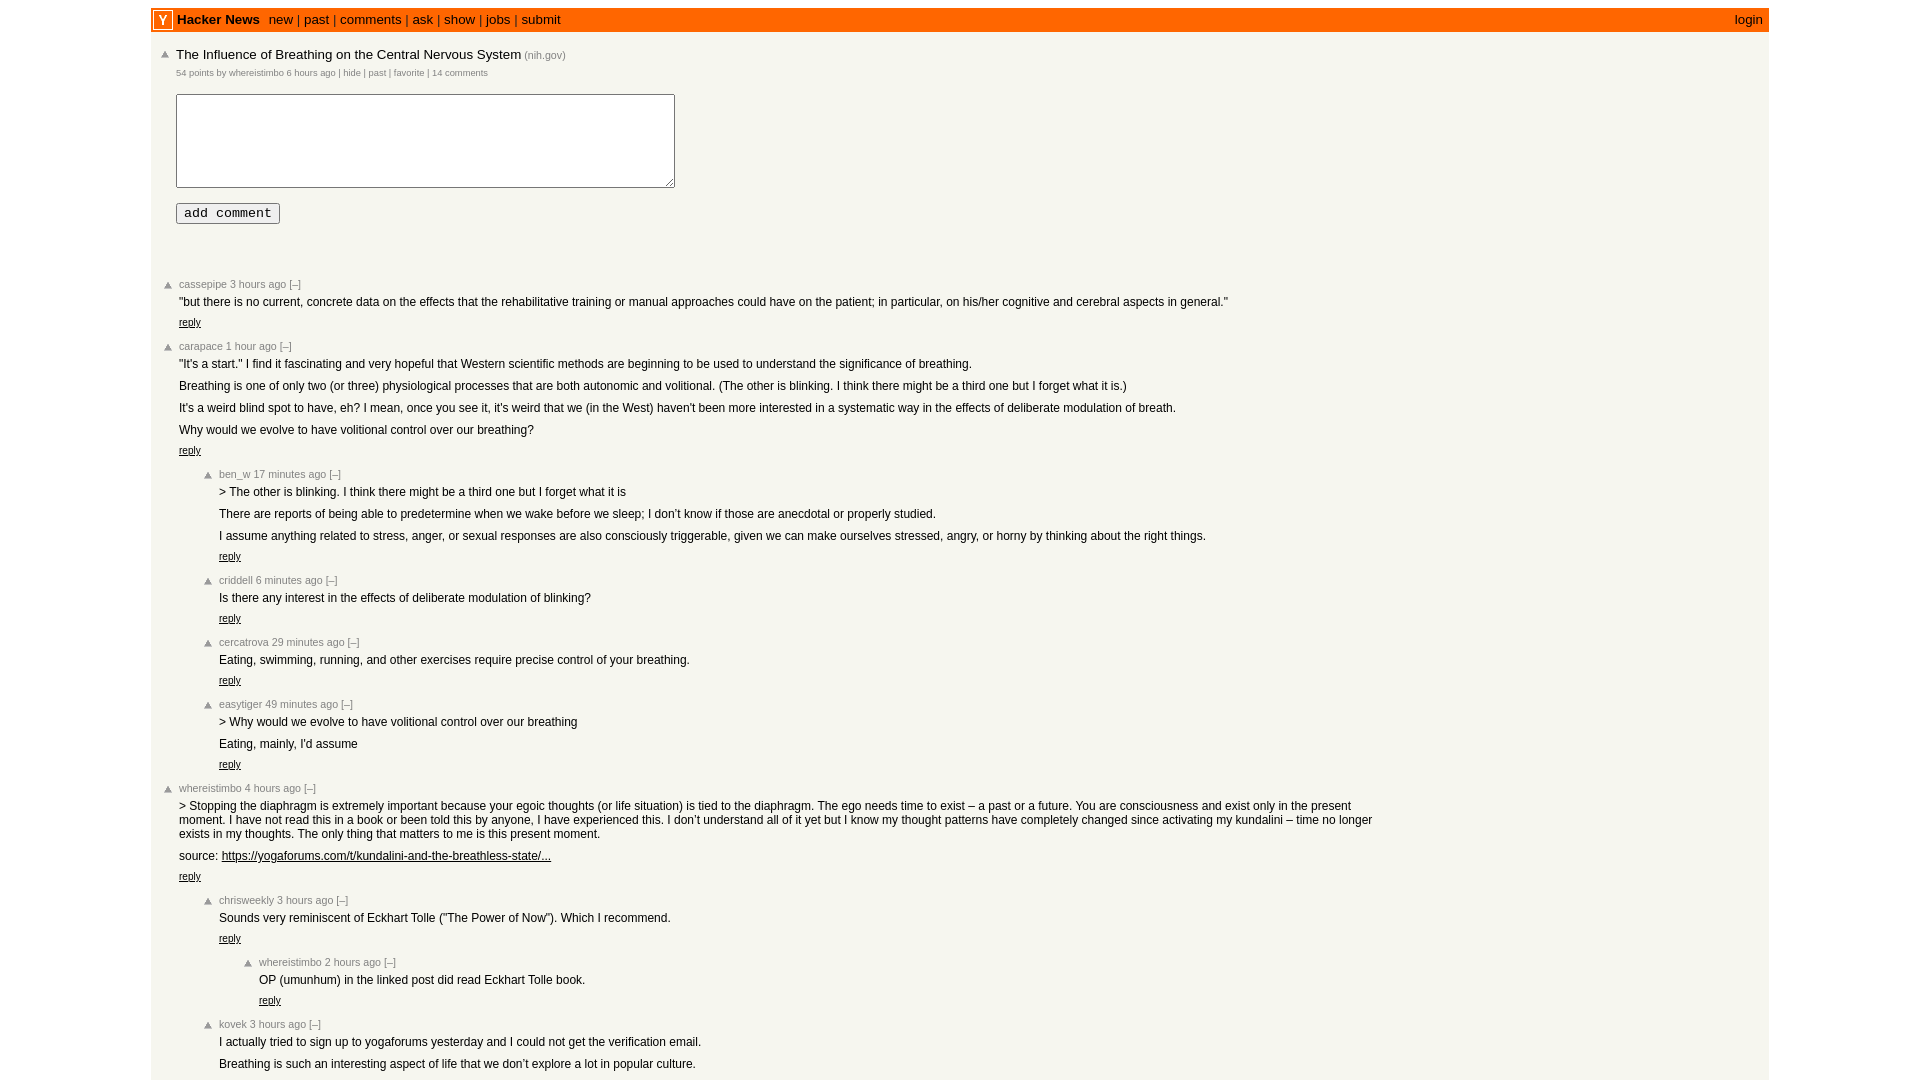 Y Hacker News new | past | comments | ask | show | jobs | submit login
The Influence of Breathing on the Central Nervous System (nih.gov)
54 points by whereistimbo 6 hours ago | hide | past | favorite | 14 comments
add comment
cassepipe 3 hours ago [–]
"but there is no current, concrete data on the effects that the rehabilitative training or manual approaches could have on the patient; in particular, on his/her cognitive and cerebral aspects in general."
reply
carapace 1 hour ago [–]
"It's a start." I find it fascinating and very hopeful that Western scientific methods are beginning to be used to understand the significance of breathing.
Breathing is one of only two (or three) physiological processes that are both autonomic and volitional. (The other is blinking. I think there might be a third one but I forget what it is.)
It's a weird blind spot to have, eh? I mean, once you see it, it's weird that we (in the West) haven't been more interested in a systematic way in the effects of deliberate modulation of breath.
Why would we evolve to have volitional control over our breathing?
reply
ben_w 17 minutes ago [–]
> The other is blinking. I think there might be a third one but I forget what it is
There are reports of being able to predetermine when we wake before we sleep; I don’t know if those are anecdotal or properly studied.
I assume anything related to stress, anger, or sexual responses are also consciously triggerable, given we can make ourselves stressed, angry, or horny by thinking about the right things.
reply
criddell 6 minutes ago [–]
Is there any interest in the effects of deliberate modulation of blinking?
reply
cercatrova 29 minutes ago [–]
Eating, swimming, running, and other exercises require precise control of your breathing.
reply
easytiger 49 minutes ago [–]
> Why would we evolve to have volitional control over our breathing
Eating, mainly, I'd assume
reply
whereistimbo 4 hours ago [–]
> Stopping the diaphragm is extremely important because your egoic thoughts (or life situation) is tied to the diaphragm. The ego needs time to exist – a past or a future. You are consciousness and exist only in the present
moment. I have not read this in a book or been told this by anyone, I have experienced this. I don’t understand all of it yet but I know my thought patterns have completely changed since activating my kundalini – time no longer
exists in my thoughts. The only thing that matters to me is this present moment.
source: https://yogaforums.com/t/kundalini-and-the-breathless-state/...
reply
chrisweekly 3 hours ago [–]
Sounds very reminiscent of Eckhart Tolle ("The Power of Now"). Which I recommend.
reply
whereistimbo 2 hours ago [–]
OP (umunhum) in the linked post did read Eckhart Tolle book.
reply
kovek 3 hours ago [–]
I actually tried to sign up to yogaforums yesterday and I could not get the verification email.
Breathing is such an interesting aspect of life that we don’t explore a lot in popular culture.